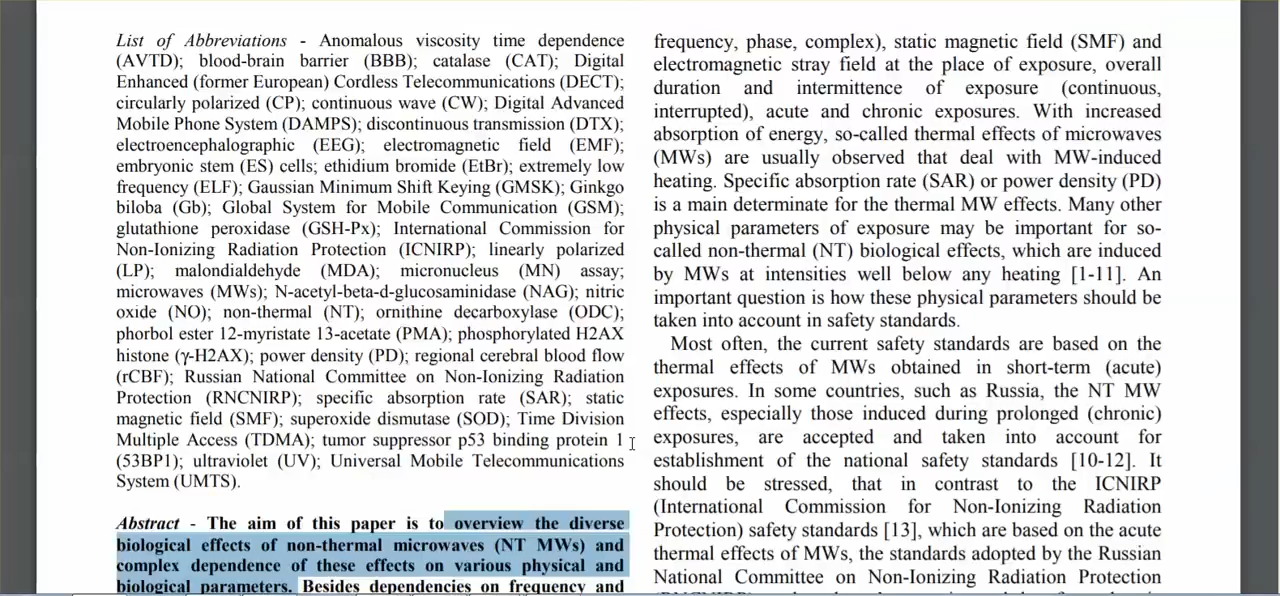 List of Abbreviations - Anomalous viscosity time dependence
(AVTD); blood-brain barrier (BBB); catalase (CAT); Digital
Enhanced (former European) Cordless Telecommunications (DECT);
circularly polarized (CP); continuous wave (CW); Digital Advanced
Mobile Phone System (DAMPS); discontinuous transmission (DTX);
electroencephalographic (EEG); electromagnetic field (EMF);
embryonic stem (ES) cells; ethidium bromide (EtBr); extremely low
frequency (ELF); Gaussian Minimum Shift Keying (GMSK); Ginkgo
biloba (Gb); Global System for Mobile Communication (GSM);
glutathione peroxidase (GSH-Px); International Commission for
Non-Ionizing Radiation Protection (ICNIRP); linearly polarized
(LP); malondialdehyde (MDA); micronucleus (MN) assay;
microwaves (MWs); N-acetyl-beta-d-glucosaminidase (NAG); nitric
oxide (NO); non-thermal (NT); ornithine decarboxylase (ODC);
phorbol ester 12-myristate 13-acetate (PMA); phosphorylated H2AX
histone (γ-H2AX); power density (PD); regional cerebral blood flow
(rCBF); Russian National Committee on Non-Ionizing Radiation
Protection (RNCNIRP); specific absorption rate (SAR); static
magnetic field (SMF); superoxide dismutase (SOD); Time Division
Multiple Access (TDMA); tumor suppressor p53 binding protein 1
(53BP1); ultraviolet (UV); Universal Mobile Telecommunications
System (UMTS).
Abstract - The aim of this paper is to overview the diverse
biological effects of non-thermal microwaves (NT MWs) and
complex dependence of these effects on various physical and
biological parameters. Besides dependencies on frequency and
frequency, phase, complex), static magnetic field (SMF) and
electromagnetic stray field at the place of exposure, overall
duration and intermittence of exposure (continuous,
interrupted), acute and chronic exposures. With increased
absorption of energy, so-called thermal effects of microwaves
(MWs) are usually observed that deal with MW-induced
heating. Specific absorption rate (SAR) or power density (PD)
is a main determinate for the thermal MW effects. Many other
physical parameters of exposure may be important for so-
called non-thermal (NT) biological effects, which are induced
by MWs at intensities well below any heating [1-11]. An
important question is how these physical parameters should be
taken into account in safety standards.
Most often, the current safety standards are based on the
thermal effects of MWs obtained in short-term (acute)
exposures. In some countries, such as Russia, the NT MW
effects, especially those induced during prolonged (chronic)
exposures, are accepted and taken into account for
establishment of the national safety standards [10-12]. It
should be stressed, that in contrast to the ICNIRP
(International Commission for Non-Ionizing Radiation
Protection) safety standards [13], which are based on the acute
thermal effects of MWs, the standards adopted by the Russian
National Committee on Non-Ionizing Radiation Protection